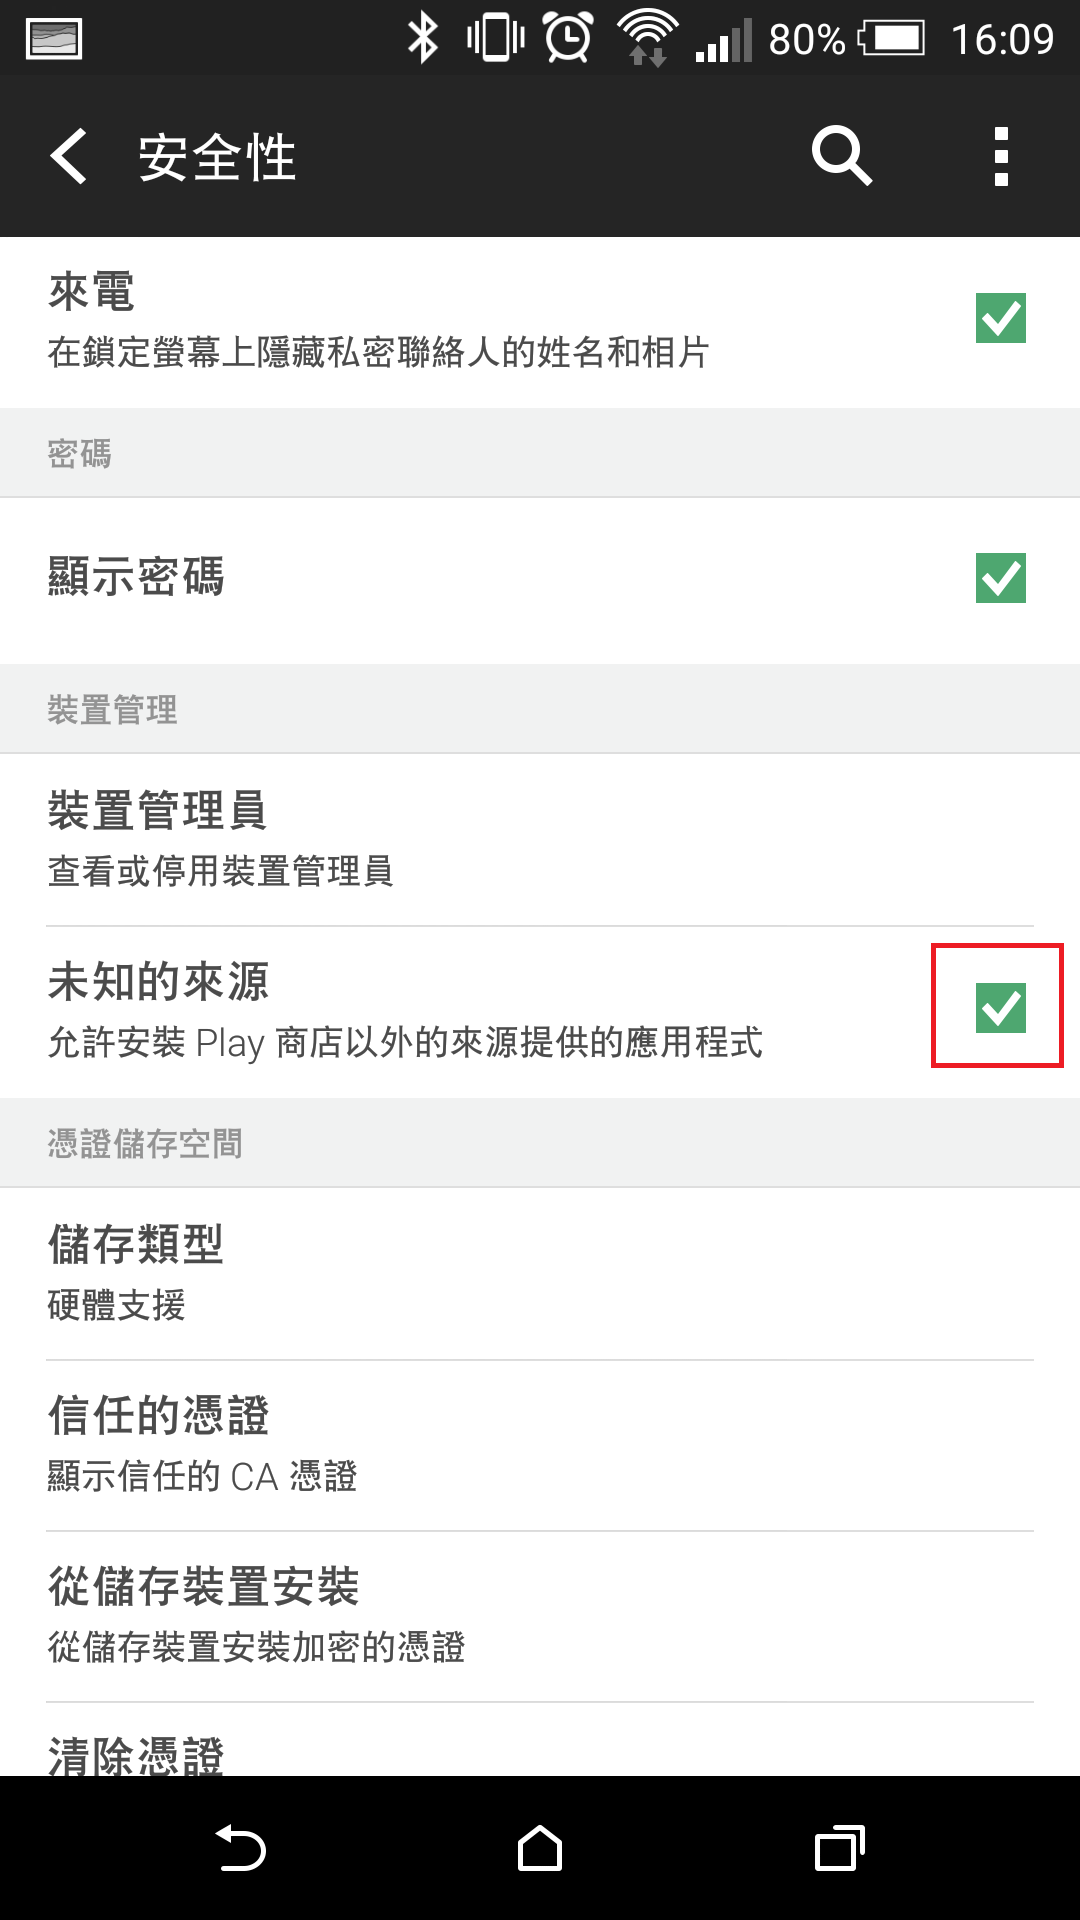 80% 16:09
安全性
來電
在鎖定螢幕上隱藏私密聯絡人的姓名和相片
密碼
顯示密碼
裝置管理
裝置管理員
查看或停用裝置管理員
未知的來源
允許安裝 Play 商店以外的來源提供的應用程式
憑證儲存空間
儲存類型
硬體支援
信任的憑證
顯示信任的 CA 憑證
從儲存裝置安裝
從儲存裝置安裝加密的憑證
清除憑證